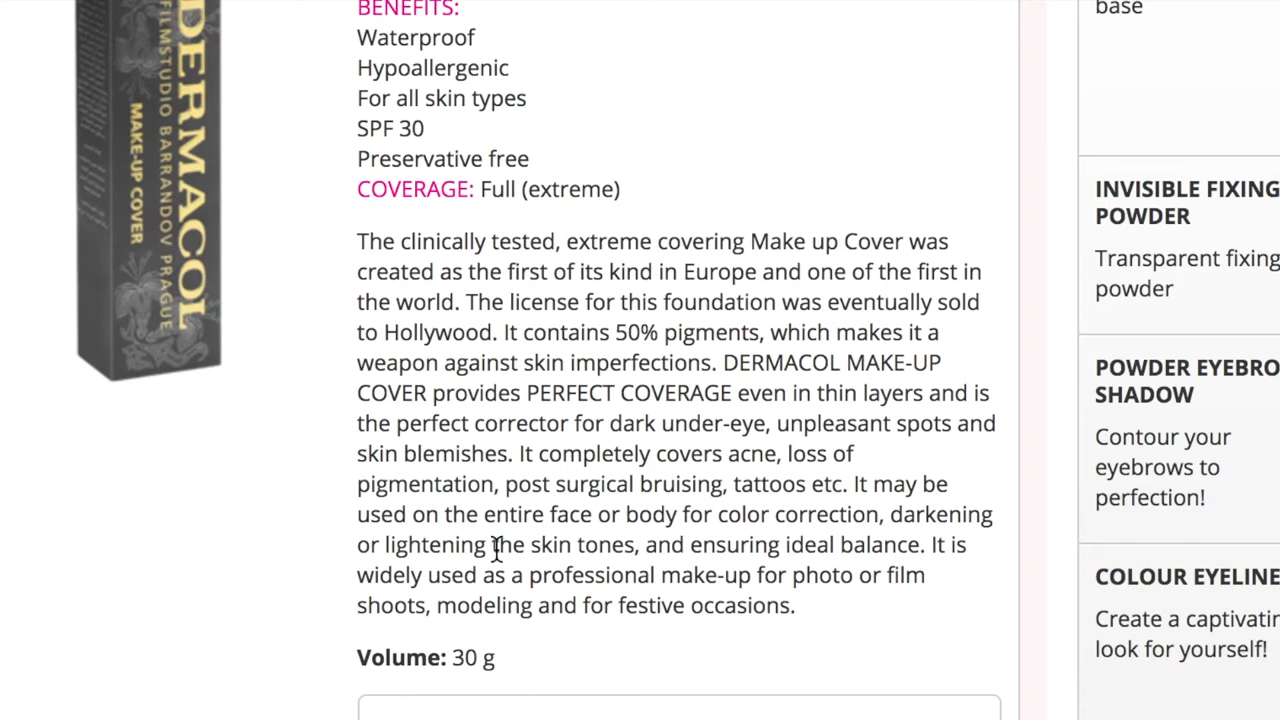 DERMACOL
FILMSTUDIO BARRANDOV PRAGUE
MAKE-UP COVER
BENEFITS:
Waterproof
Hypoallergenic
For all skin types
SPF 30
Preservative free
COVERAGE: Full (extreme)
The clinically tested, extreme covering Make up Cover was
created as the first of its kind in Europe and one of the first in
the world. The license for this foundation was eventually sold
to Hollywood. It contains 50% pigments, which makes it a
weapon against skin imperfections. DERMACOL MAKE-UP
COVER provides PERFECT COVERAGE even in thin layers and is
the perfect corrector for dark under-eye, unpleasant spots and
skin blemishes. It completely covers acne, loss of
pigmentation, post surgical bruising, tattoos etc. It may be
used on the entire face or body for color correction, darkening
or lightening the skin tones, and ensuring ideal balance. It is
widely used as a professional make-up for photo or film
shoots, modeling and for festive occasions.
Volume: 30 g
base
INVISIBLE FIXING
POWDER
Transparent fixing
powder
POWDER EYEBRO
SHADOW
Contour your
eyebrows to
perfection!
COLOUR EYELINE
Create a captivatin
look for yourself!